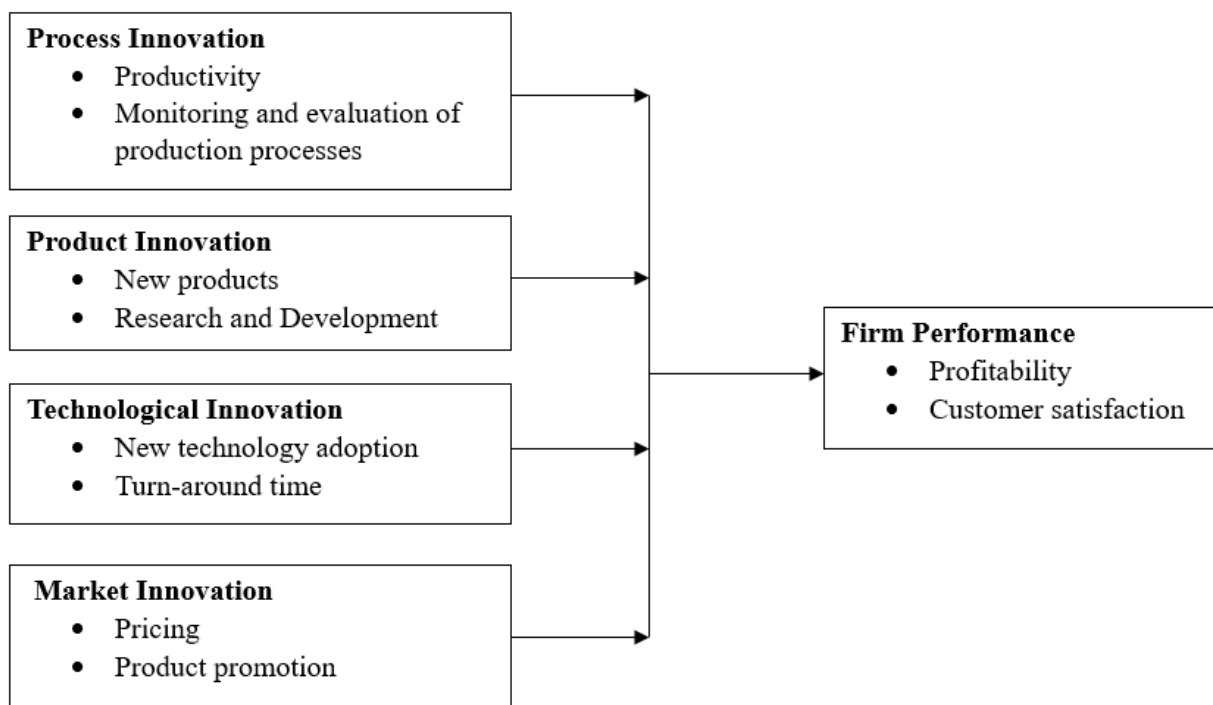 Process Innovation
• Productivity
• Monitoring and evaluation of
production processes
Product Innovation
• New products
• Research and Development
Technological Innovation
• New technology adoption
• Turn-around time
Market Innovation
• Pricing
• Product promotion
Firm Performance
• Profitability
• Customer satisfaction